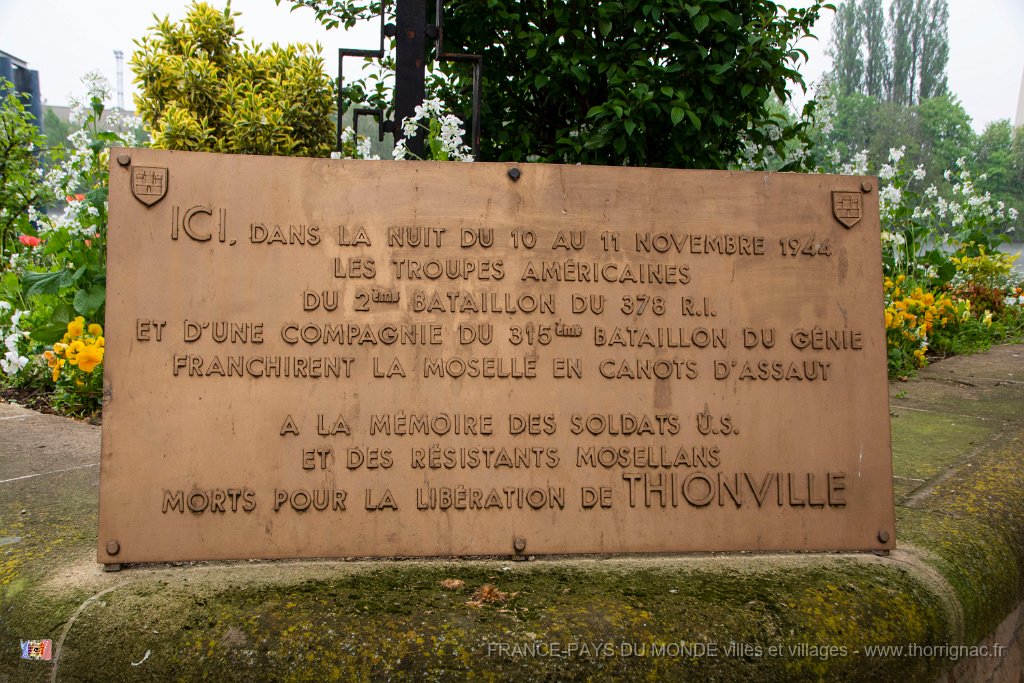 ICI, DANS LA NUIT DU 10 AU 11 NOVEMBRE 1944
LES TROUPES AMÉRICAINES
DU 2ème BATAILLON DU 378 R.I.
ET D'UNE COMPAGNIE DU 315ème BATAILLON DU GÉNIE
FRANCHIRENT LA MOSELLE EN CANOTS D'ASSAUT
A LA MÉMOIRE DES SOLDATS U.S.
ET DES RÉSISTANTS MOSELLANS
MORTS POUR LA LIBÉRATION DE THIONVILLE
FRANCE-PAYS DU MONDE villes et villages - www.thorrignac.fr